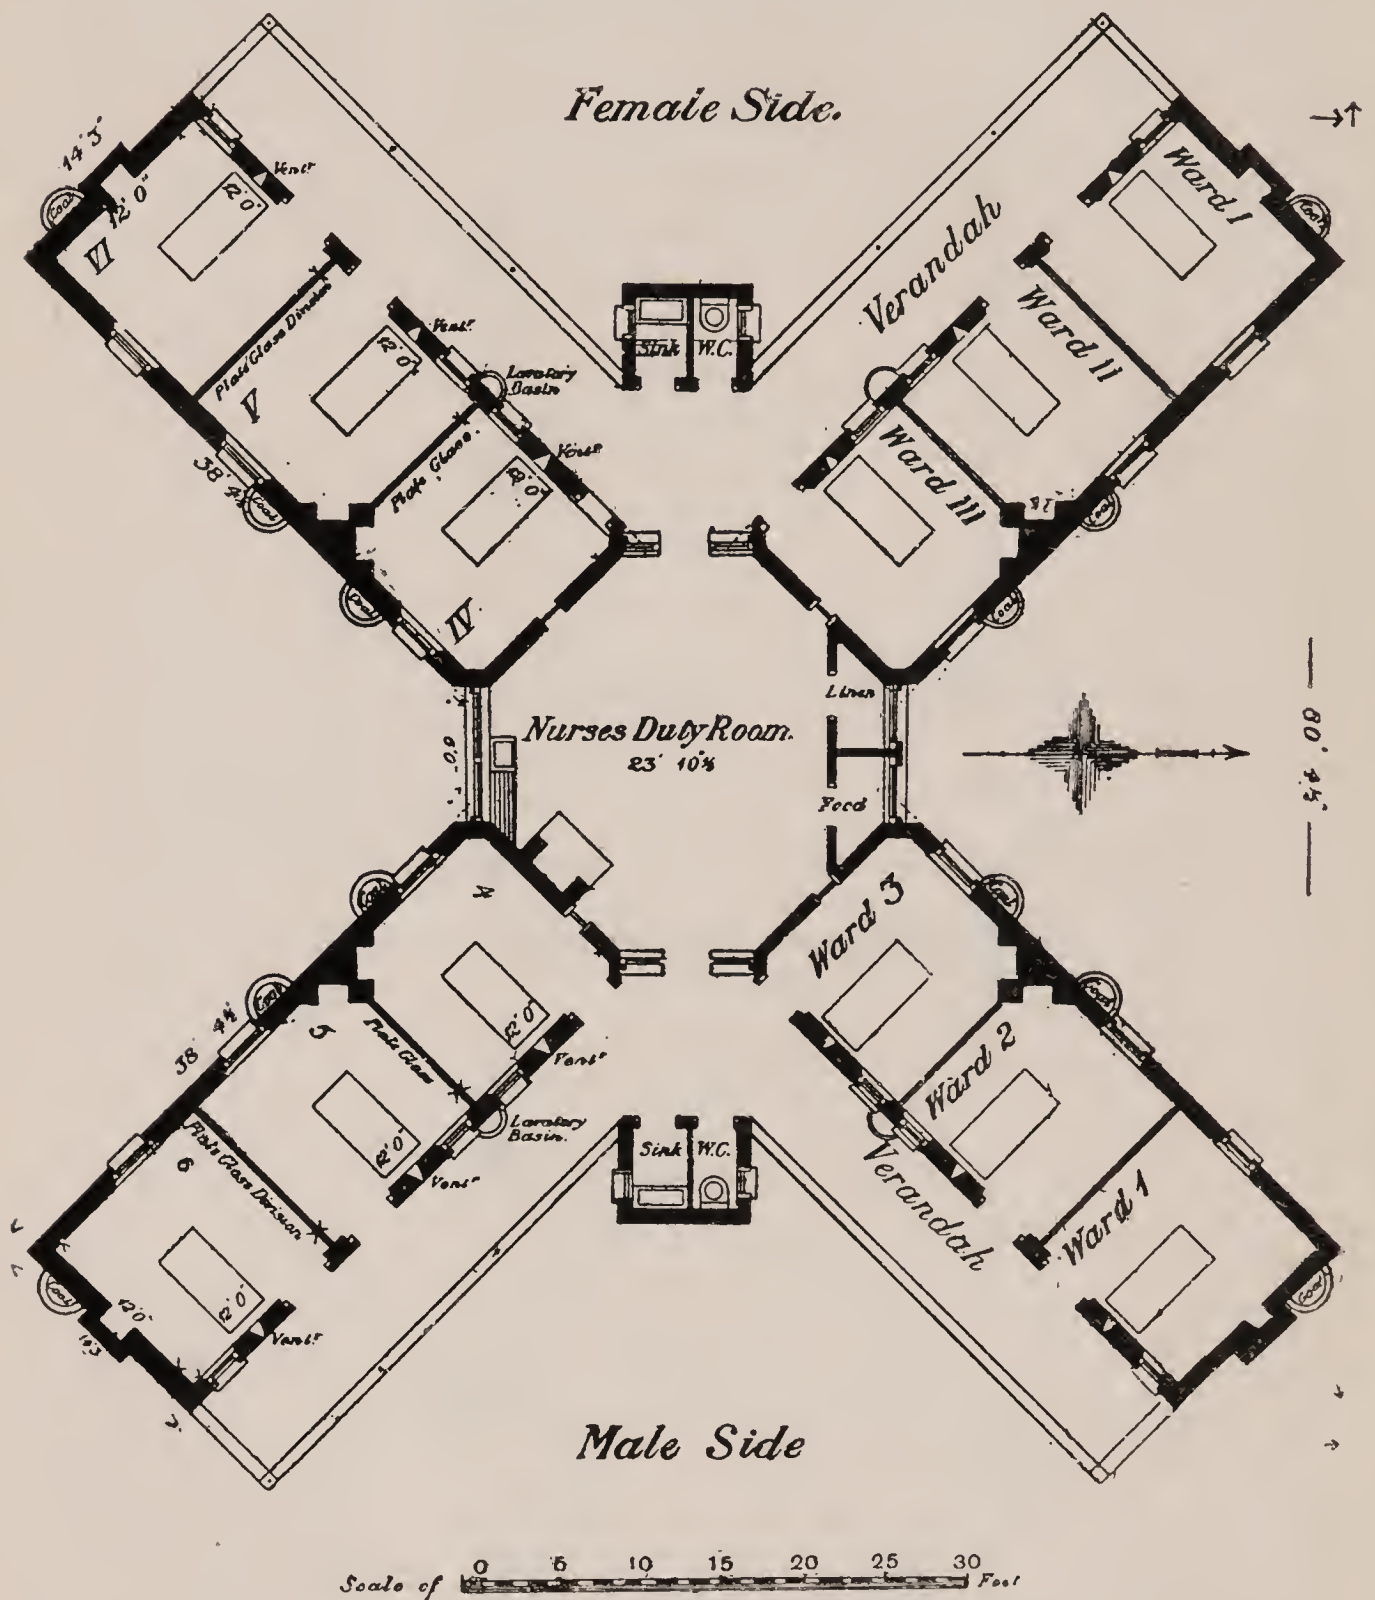 Female Side.
14' 3"
Coal
12' 0"
VI
12' 0"
Vent.r
Plate Glass Division
V
12' 0"
Vent.r
Lavatory
Basin
Plate Glass.
Vent.r
12' 0"
IV
38' 4½
Coal
Coal
Sink
W.C.
Verandah
Ward I
Coal
Ward II
Ward III
Coal
Coal
Nurses Duty Room.
23' 10½"
Linen
Food
80' 4½"
4
Coal
Coal
38' 4½
5
Plate Glass
12' 0"
Vent.r
Lavatory
Basin.
12' 0"
Vent.r
6
Plate Glass Division
12' 0"
12' 0"
Coal
14' 3
Vent.r
Sink
W.C.
Ward 3
Ward 2
Ward 1
Verandah
Coal
Coal
Coal
Male Side
Scale of
0 5 10 15 20 25 30
Feet